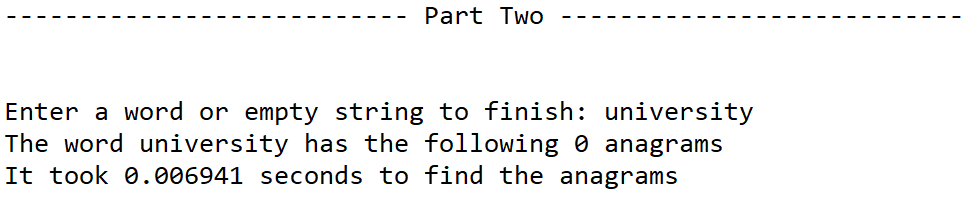 --------------------------- Part Two ---------------------------
Enter a word or empty string to finish: university
The word university has the following 0 anagrams
It took 0.006941 seconds to find the anagrams